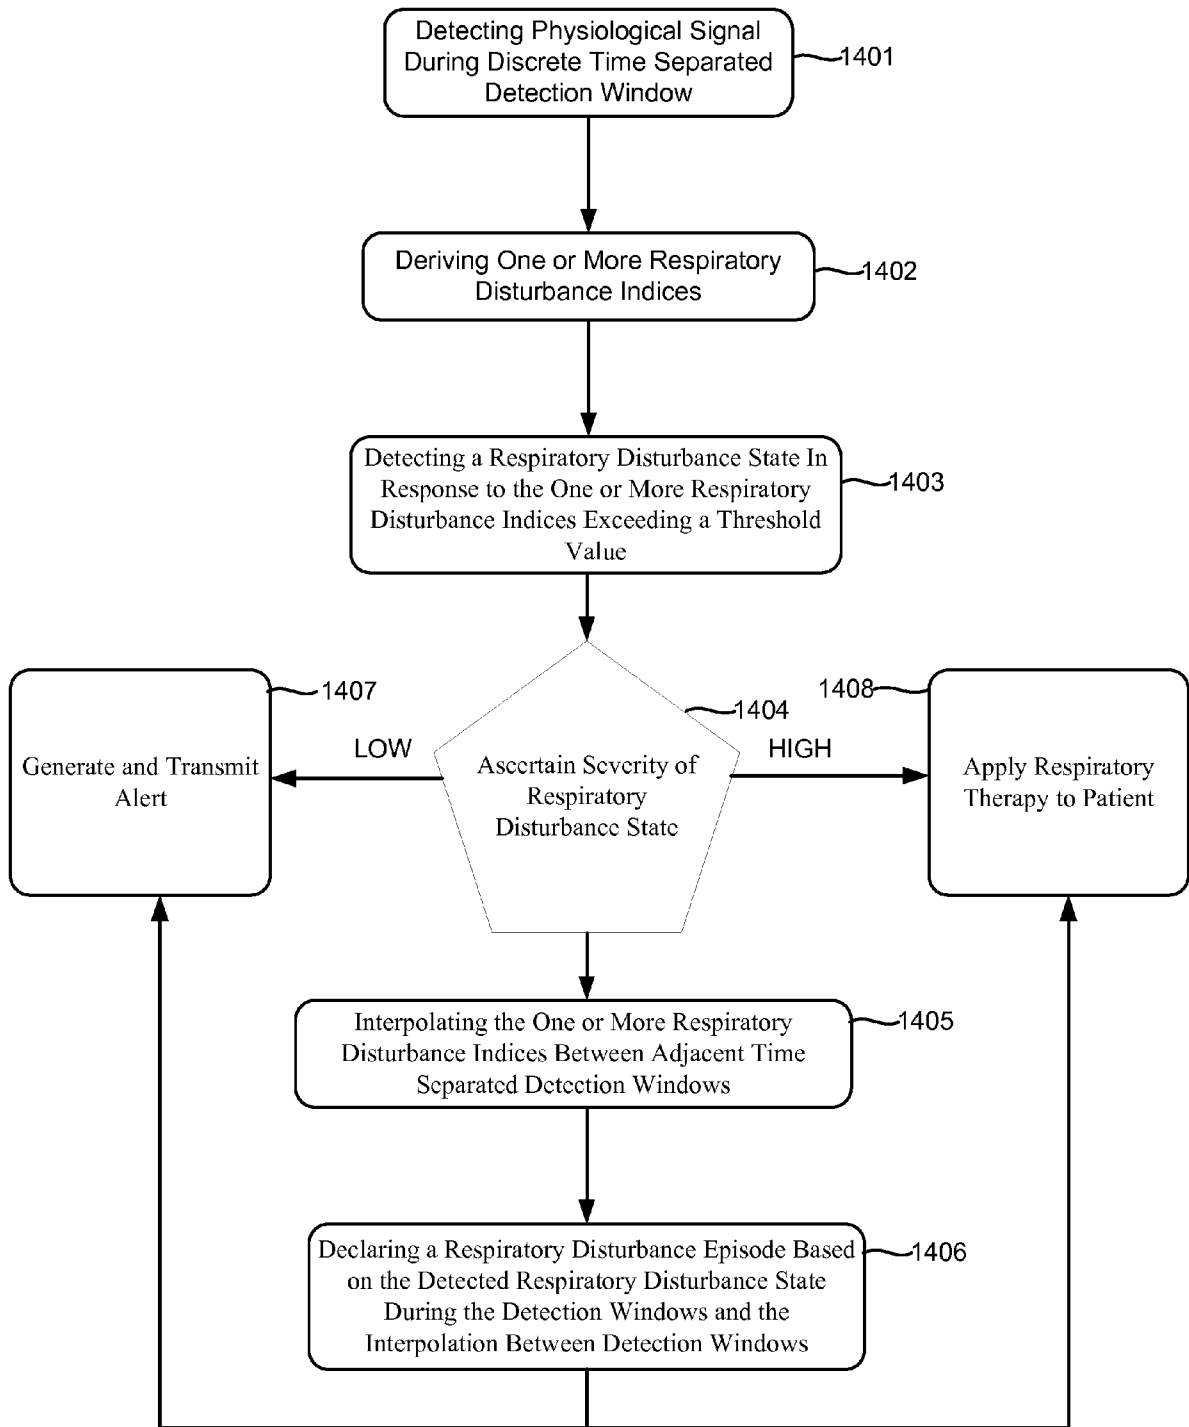 Detecting Physiological Signal
During Discrete Time Separated
Detection Window
1401
Deriving One or More Respiratory
Disturbance Indices
1402
Detecting a Respiratory Disturbance State In
Response to the One or More Respiratory
Disturbance Indices Exceeding a Threshold
Value
1403
1407
Generate and Transmit
Alert
LOW
1404
Ascertain Severity of
Respiratory
Disturbance State
HIGH
1408
Apply Respiratory
Therapy to Patient
Interpolating the One or More Respiratory
Disturbance Indices Between Adjacent Time
Separated Detection Windows
1405
Declaring a Respiratory Disturbance Episode Based
on the Detected Respiratory Disturbance State
During the Detection Windows and the
Interpolation Between Detection Windows
1406